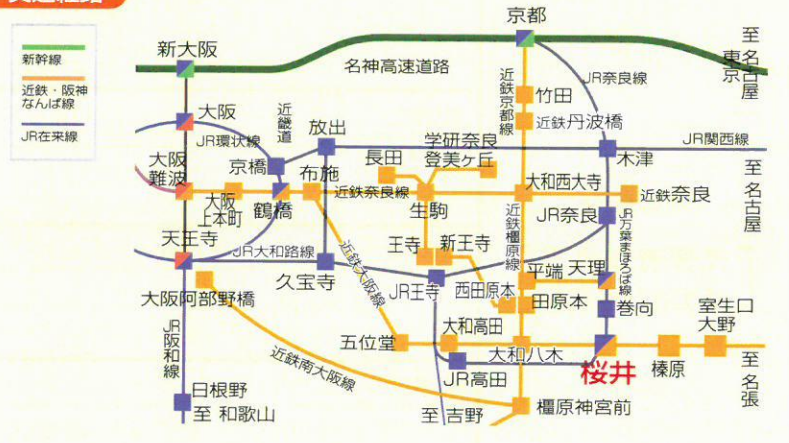 新幹線
近鉄・阪神
なんば線
JR在来線
新大阪
京都
名神高速道路
至 名古屋
東京
JR奈良線
近鉄京都線
竹田
近鉄丹波橋
大阪
JR環状線
近畿道
放出
京橋
学研奈良
登美ヶ丘
長田
JR関西線
木津
至 名古屋
大阪
難波
布施
大阪
上本町
鶴橋
近鉄奈良線
生駒
大和西大寺
近鉄奈良
天王寺
JR大和路線
久宝寺
近鉄大阪線
王寺
新王寺
近鉄橿原線
JR奈良
JR万葉まほろば線
大阪阿部野橋
JR王寺
西田原本
平端
天理
田原本
巻向
JR阪和線
近鉄南大阪線
五位堂
大和高田
大和八木
JR高田
桜井
榛原
室生口
大野
至 名張
日根野
至 和歌山
至 吉野
橿原神宮前